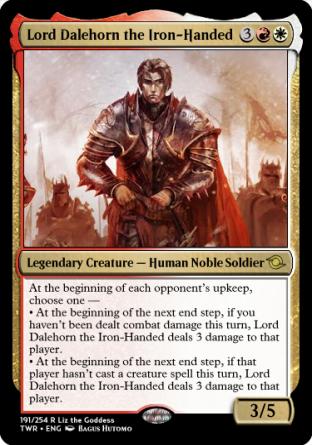 Lord Dalehorn the Iron-Handed 3
Legendary Creature — Human Noble Soldier
At the beginning of each opponent's upkeep,
choose one —
• At the beginning of the next end step, if you
haven't been dealt combat damage this turn, Lord
Dalehorn the Iron-Handed deals 3 damage to that
player.
• At the beginning of the next end step, if that
player hasn't cast a creature spell this turn, Lord
Dalehorn the Iron-Handed deals 3 damage to that
player.
3/5
191/254 R Liz the Goddess
TWR • ENG Bagus Hutomo